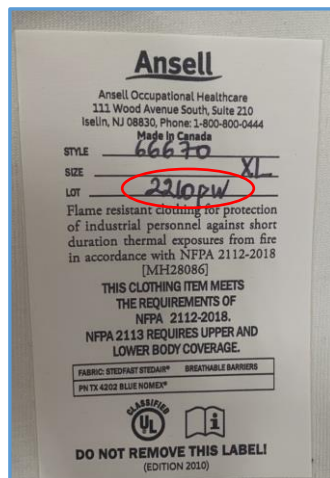 Ansell
Ansell Occupational Healthcare
111 Wood Avenue South, Suite 210
Iselin, NJ 08830, Phone: 1-800-800-0444
Made in Canada
STYLE 66670
SIZE XL
LOT 2210pw
Flame resistant clothing for protection
of industrial personnel against short
duration thermal exposures from fire
in accordance with NFPA 2112-2018
[MH28086]
THIS CLOTHING ITEM MEETS
THE REQUIREMENTS OF
NFPA 2112-2018.
NFPA 2113 REQUIRES UPPER AND
LOWER BODY COVERAGE.
FABRIC: STEDFAST STEDAIR® BREATHABLE BARRIERS
PN TX 4202 BLUE NOMEX®
CLASSIFIED
UL
i
DO NOT REMOVE THIS LABEL!
(EDITION 2010)